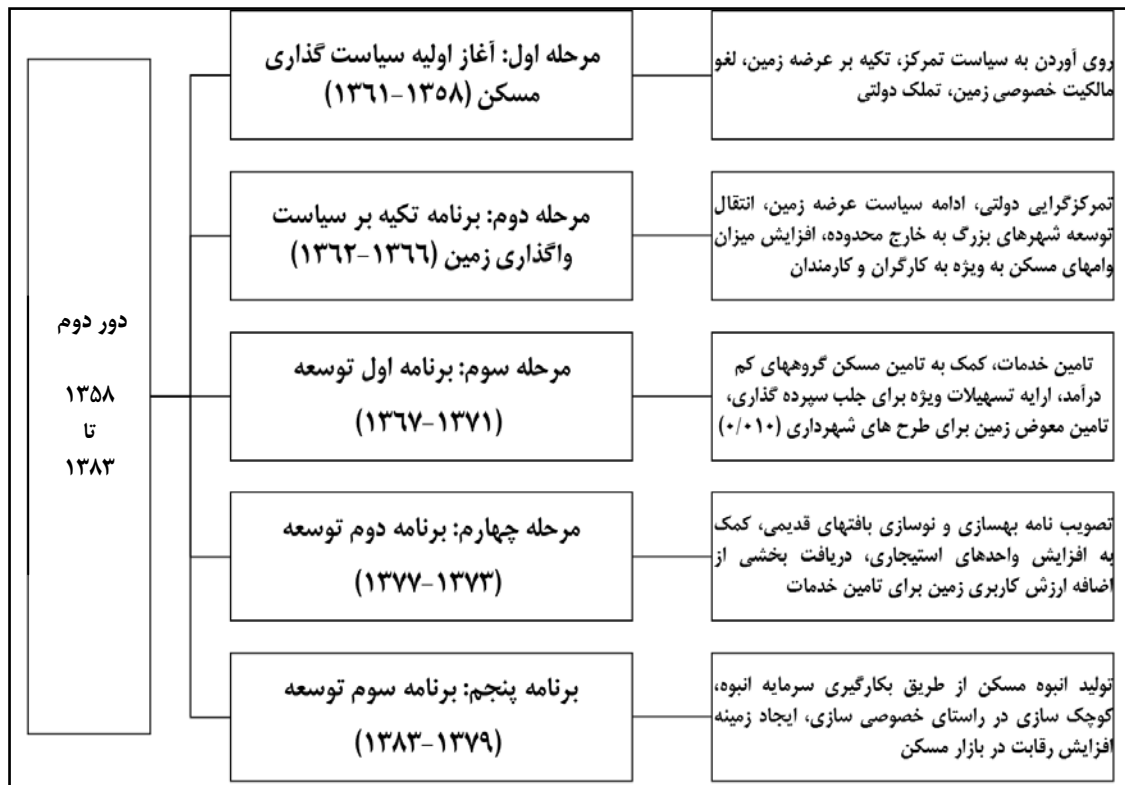 دور دوم
۱۳۵۸
تا
۱۳۸۳
مرحله اول: آغاز اولیه سیاست گذاری
مسکن (۱۳۵۸-۱۳۶۱)
روی آوردن به سیاست تمرکز، تکیه بر عرضه زمین، لغو
مالکیت خصوصی زمین، تملک دولتی
مرحله دوم: برنامه تکیه بر سیاست
واگذاری زمین (۱۳۶۲-۱۳۶۶)
تمرکزگرایی دولتی، ادامه سیاست عرضه زمین، انتقال
توسعه شهرهای بزرگ به خارج محدوده، افزایش میزان
وامهای مسکن به ویژه به کارگران و کارمندان
مرحله سوم: برنامه اول توسعه
(۱۳۶۷-۱۳۷۱)
تامین خدمات، کمک به تامین مسکن گروههای کم
درآمد، ارایه تسهیلات ویژه برای جلب سپرده گذاری،
تامین معوض زمین برای طرح های شهرداری (۰/۰۱۰)
مرحله چهارم: برنامه دوم توسعه
(۱۳۷۳-۱۳۷۷)
تصویب نامه بهسازی و نوسازی بافتهای قدیمی، کمک
به افزایش واحدهای استیجاری، دریافت بخشی از
اضافه ارزش کاربری زمین برای تامین خدمات
برنامه پنجم: برنامه سوم توسعه
(۱۳۷۹-۱۳۸۳)
تولید انبوه مسکن از طریق بکارگیری سرمایه انبوه،
کوچک سازی در راستای خصوصی سازی، ایجاد زمینه
افزایش رقابت در بازار مسکن